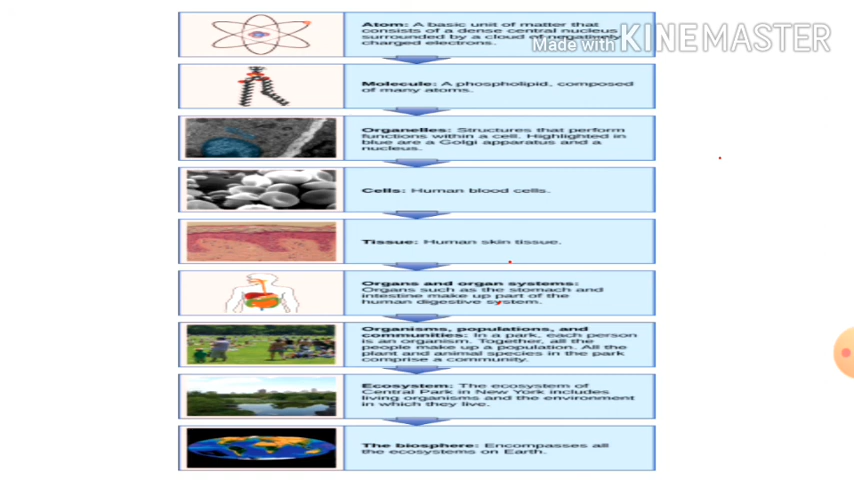 Atom: A basic unit of matter that
consists of a dense central nucleus
surrounded by a cloud of negatively
charged electrons.
Made with KINEMASTER
Molecule: A phospholipid, composed
of many atoms.
Organelles: Structures that perform
functions within a cell. Highlighted in
blue are a Golgi apparatus and a
nucleus.
Cells: Human blood cells.
Tissue: Human skin tissue.
Organs and organ systems:
Organs such as the stomach and
intestine make up part of the
human digestive system.
Organisms, populations, and
communities: In a park, each person
is an organism. Together, all the
people make up a population. All the
plant and animal species in the park
comprise a community.
Ecosystem: The ecosystem of
Central Park in New York includes
living organisms and the environment
in which they live.
The biosphere: Encompasses all
the ecosystems on Earth.